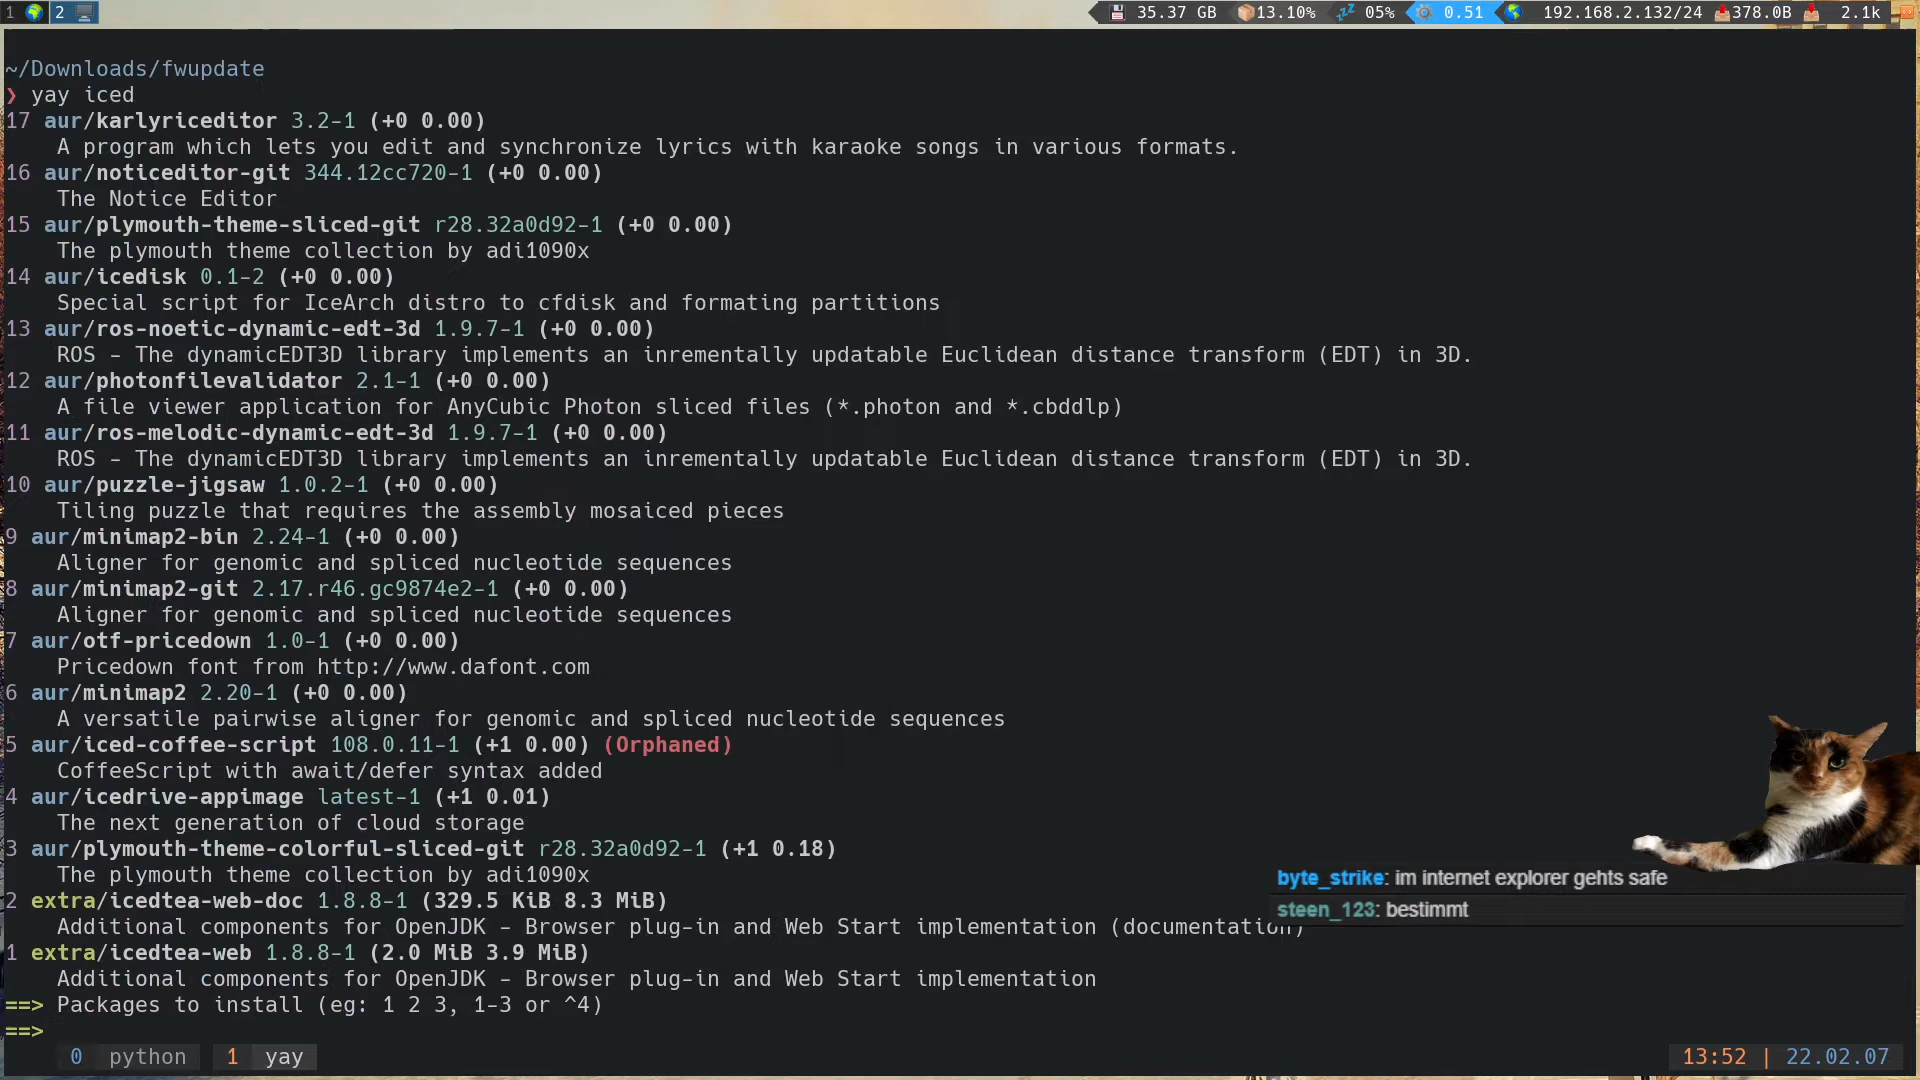 1 2 35.37 GB 13.10% 05% 0.51 192.168.2.132/24 378.0B 2.1k
~/Downloads/fwupdate
❯ yay iced
17 aur/karlyriceditor 3.2-1 (+0 0.00)
A program which lets you edit and synchronize lyrics with karaoke songs in various formats.
16 aur/noticeditor-git 344.12cc720-1 (+0 0.00)
The Notice Editor
15 aur/plymouth-theme-sliced-git r28.32a0d92-1 (+0 0.00)
The plymouth theme collection by adi1090x
14 aur/icedisk 0.1-2 (+0 0.00)
Special script for IceArch distro to cfdisk and formating partitions
13 aur/ros-noetic-dynamic-edt-3d 1.9.7-1 (+0 0.00)
ROS - The dynamicEDT3D library implements an inrementally updatable Euclidean distance transform (EDT) in 3D.
12 aur/photonfilevalidator 2.1-1 (+0 0.00)
A file viewer application for AnyCubic Photon sliced files (*.photon and *.cbddlp)
11 aur/ros-melodic-dynamic-edt-3d 1.9.7-1 (+0 0.00)
ROS - The dynamicEDT3D library implements an inrementally updatable Euclidean distance transform (EDT) in 3D.
10 aur/puzzle-jigsaw 1.0.2-1 (+0 0.00)
Tiling puzzle that requires the assembly mosaiced pieces
9 aur/minimap2-bin 2.24-1 (+0 0.00)
Aligner for genomic and spliced nucleotide sequences
8 aur/minimap2-git 2.17.r46.gc9874e2-1 (+0 0.00)
Aligner for genomic and spliced nucleotide sequences
7 aur/otf-pricedown 1.0-1 (+0 0.00)
Pricedown font from http://www.dafont.com
6 aur/minimap2 2.20-1 (+0 0.00)
A versatile pairwise aligner for genomic and spliced nucleotide sequences
5 aur/iced-coffee-script 108.0.11-1 (+1 0.00) (Orphaned)
CoffeeScript with await/defer syntax added
4 aur/icedrive-appimage latest-1 (+1 0.01)
The next generation of cloud storage
3 aur/plymouth-theme-colorful-sliced-git r28.32a0d92-1 (+1 0.18)
The plymouth theme collection by adi1090x
byte_strike: im internet explorer gehts safe
2 extra/icedtea-web-doc 1.8.8-1 (329.5 KiB 8.3 MiB)
steen_123: bestimmt
Additional components for OpenJDK - Browser plug-in and Web Start implementation (documentation)
1 extra/icedtea-web 1.8.8-1 (2.0 MiB 3.9 MiB)
Additional components for OpenJDK - Browser plug-in and Web Start implementation
==> Packages to install (eg: 1 2 3, 1-3 or ^4)
==>
0 python 1 yay 13:52 | 22.02.07